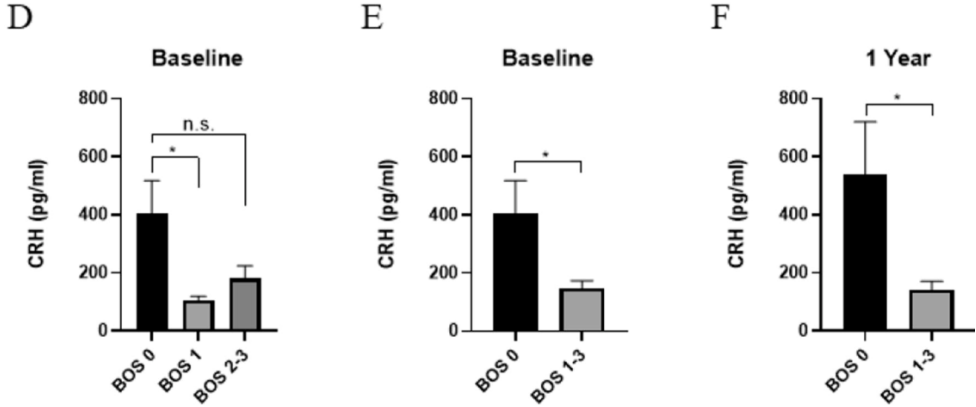 D
Baseline
CRH (pg/ml)
800
600
400
200
0
n.s.
*
BOS 0
BOS 1
BOS 2-3
E
Baseline
CRH (pg/ml)
800
600
400
200
0
*
BOS 0
BOS 1-3
F
1 Year
CRH (pg/ml)
800
600
400
200
0
*
BOS 0
BOS 1-3